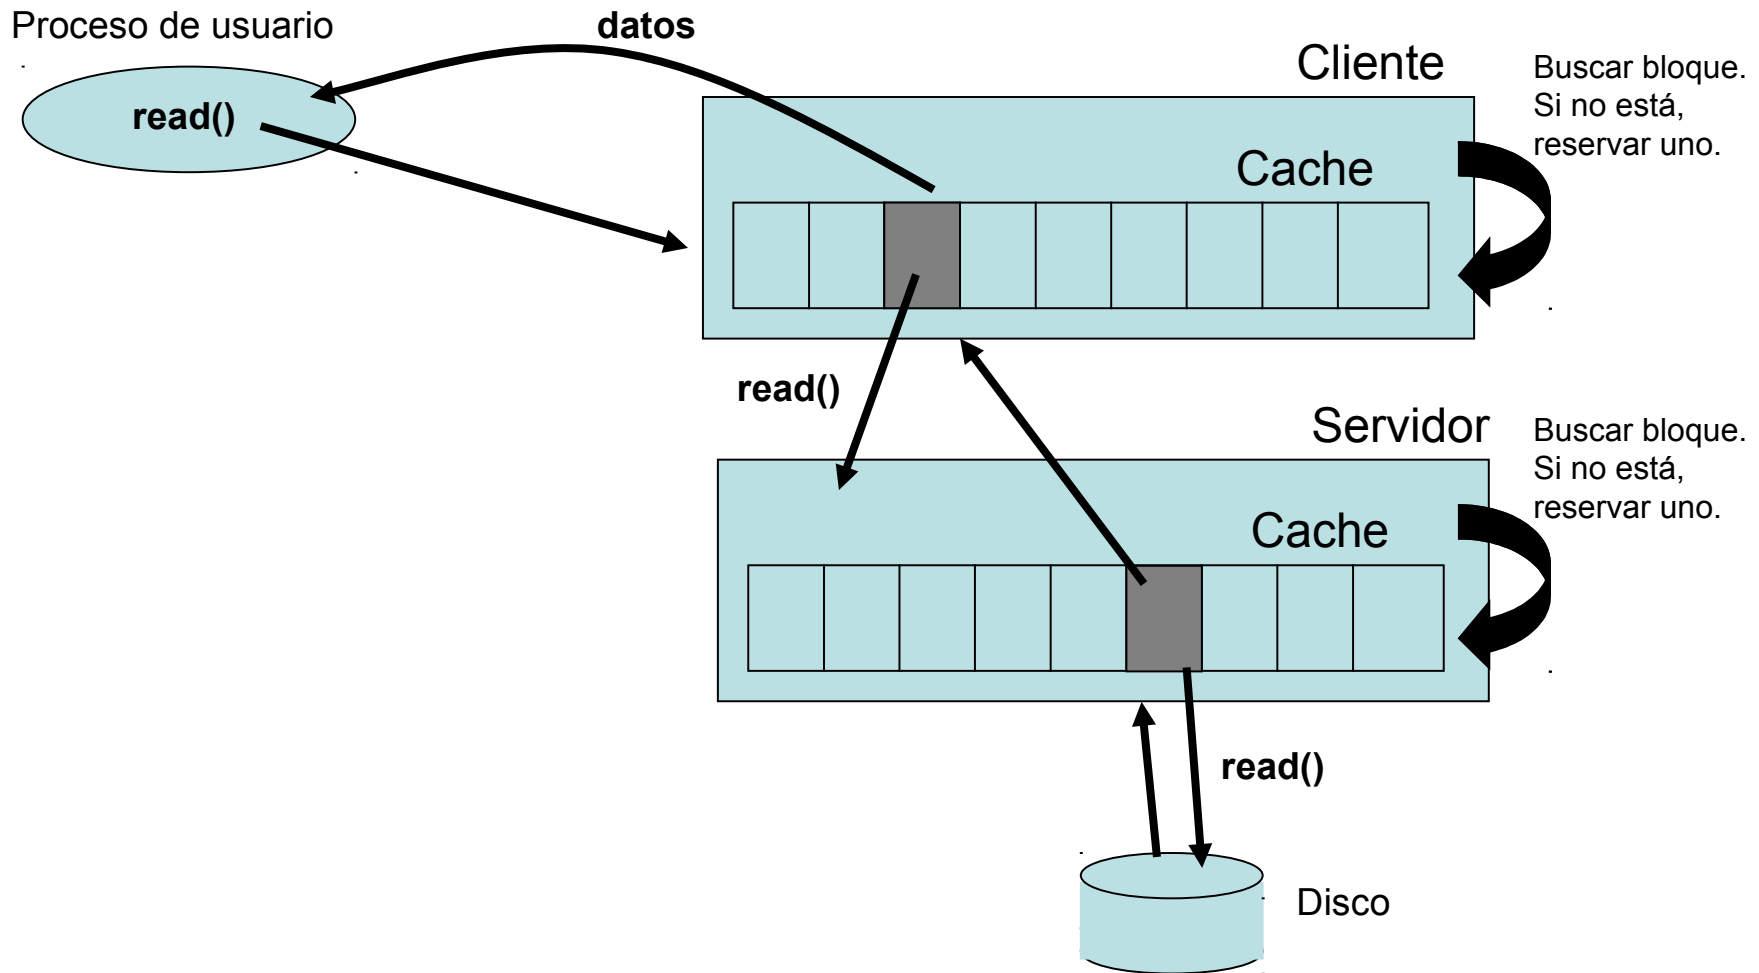 Proceso de usuario
datos
read()
Cliente
Buscar bloque.
Si no está,
reservar uno.
Cache
read()
Servidor
Buscar bloque.
Si no está,
reservar uno.
Cache
read()
Disco